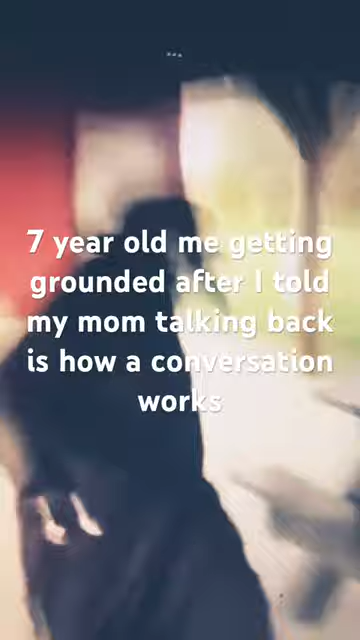 7 year old me getting
grounded after I told
my mom talking back
is how a conversation
works